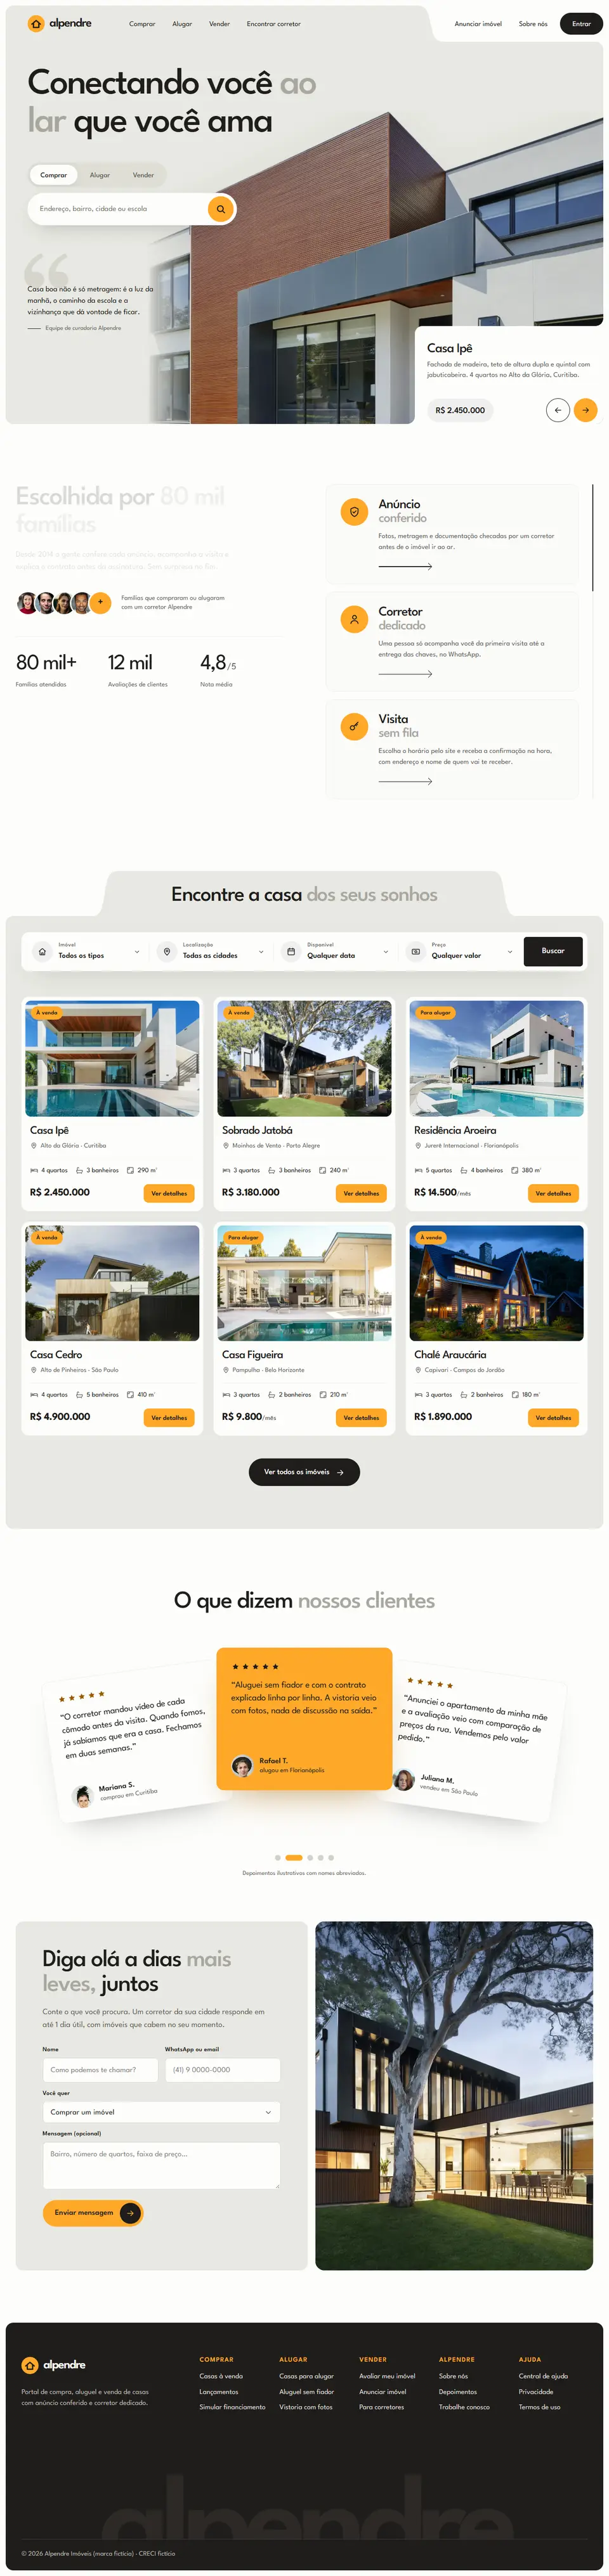 alpendre
Comprar
Alugar
Vender
Encontrar corretor
Anunciar imóvel
Sobre nós
Entrar
Conectando você ao
lar que você ama
Comprar
Alugar
Vender
Endereço, bairro, cidade ou escola
Casa boa não é só metragem: é a luz da
manhã, o caminho da escola e a
vizinhança que dá vontade de ficar.
Equipe de curadoria Alpendre
Casa Ipê
Fachada de madeira, teto de altura dupla e quintal com
jabuticabeira. 4 quartos no Alto da Glória, Curitiba.
R$ 2.450.000
Escolhida por 80 mil
famílias
Famílias que compraram ou alugaram
com um corretor Alpendre
80 mil+
Famílias atendidas
12 mil
Avaliações de clientes
4,8/5
Nota média
Anúncio
conferido
Fotos, metragem e documentação checadas por um corretor
antes de o imóvel ir ao ar.
Corretor
dedicado
Uma pessoa só acompanha você da primeira visita até a
entrega das chaves, no WhatsApp.
Visita
sem fila
Escolha o horário pelo site e receba a confirmação na hora,
com endereço e nome de quem vai te receber.
Encontre a casa dos seus sonhos
Imóvel
Todos os tipos
Localização
Todas as cidades
Disponível
Qualquer data
Preço
Qualquer valor
Buscar
À venda
Casa Ipê
Alto da Glória · Curitiba
4 quartos
3 banheiros
290 m²
R$ 2.450.000
Ver detalhes
À venda
Sobrado Jatobá
Moinhos de Vento · Porto Alegre
3 quartos
3 banheiros
240 m²
R$ 3.180.000
Ver detalhes
Para alugar
Residência Aroeira
Jurerê Internacional · Florianópolis
5 quartos
4 banheiros
380 m²
R$ 14.500/mês
Ver detalhes
À venda
Casa Cedro
Alto de Pinheiros · São Paulo
4 quartos
5 banheiros
410 m²
R$ 4.900.000
Ver detalhes
Para alugar
Casa Figueira
Pampulha · Belo Horizonte
3 quartos
2 banheiros
210 m²
R$ 9.800/mês
Ver detalhes
À venda
Chalé Araucária
Capivari · Campos do Jordão
3 quartos
2 banheiros
180 m²
R$ 1.890.000
Ver detalhes
Ver todos os imóveis
O que dizem nossos clientes
“O corretor mandou vídeo de cada
cômodo antes da visita. Quando fomos,
já sabíamos que era a casa. Fechamos
em duas semanas.”
Mariana S.
comprou em Curitiba
“Aluguei sem fiador e com o contrato
explicado linha por linha. A vistoria veio
com fotos, nada de discussão na saída.”
Rafael T.
alugou em Florianópolis
“Anunciei o apartamento da minha mãe
e a avaliação veio com comparação de
preços da rua. Vendemos pelo valor
pedido.”
Juliana M.
vendeu em São Paulo
Depoimentos ilustrativos com nomes abreviados.
Diga olá a dias mais
leves, juntos
Conte o que você procura. Um corretor da sua cidade responde em
até 1 dia útil, com imóveis que cabem no seu momento.
Nome
WhatsApp ou email
Como podemos te chamar?
(41) 9 0000-0000
Você quer
Comprar um imóvel
Mensagem (opcional)
Bairro, número de quartos, faixa de preço...
Enviar mensagem
alpendre
Portal de compra, aluguel e venda de casas
com anúncio conferido e corretor dedicado.
COMPRAR
Casas à venda
Lançamentos
Simular financiamento
ALUGAR
Casas para alugar
Aluguel sem fiador
Vistoria com fotos
VENDER
Avaliar meu imóvel
Anunciar imóvel
Para corretores
ALPENDRE
Sobre nós
Depoimentos
Trabalhe conosco
AJUDA
Central de ajuda
Privacidade
Termos de uso
alpendre
© 2026 Alpendre Imóveis (marca fictícia) · CRECI fictício